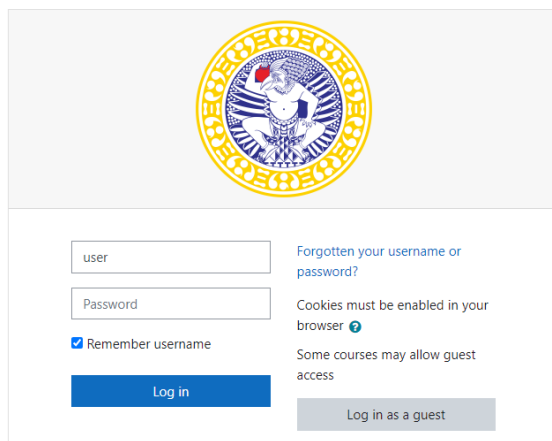 user
Password
Remember username
Log in
Forgotten your username or
password?
Cookies must be enabled in your
browser
Some courses may allow guest
access
Log in as a guest